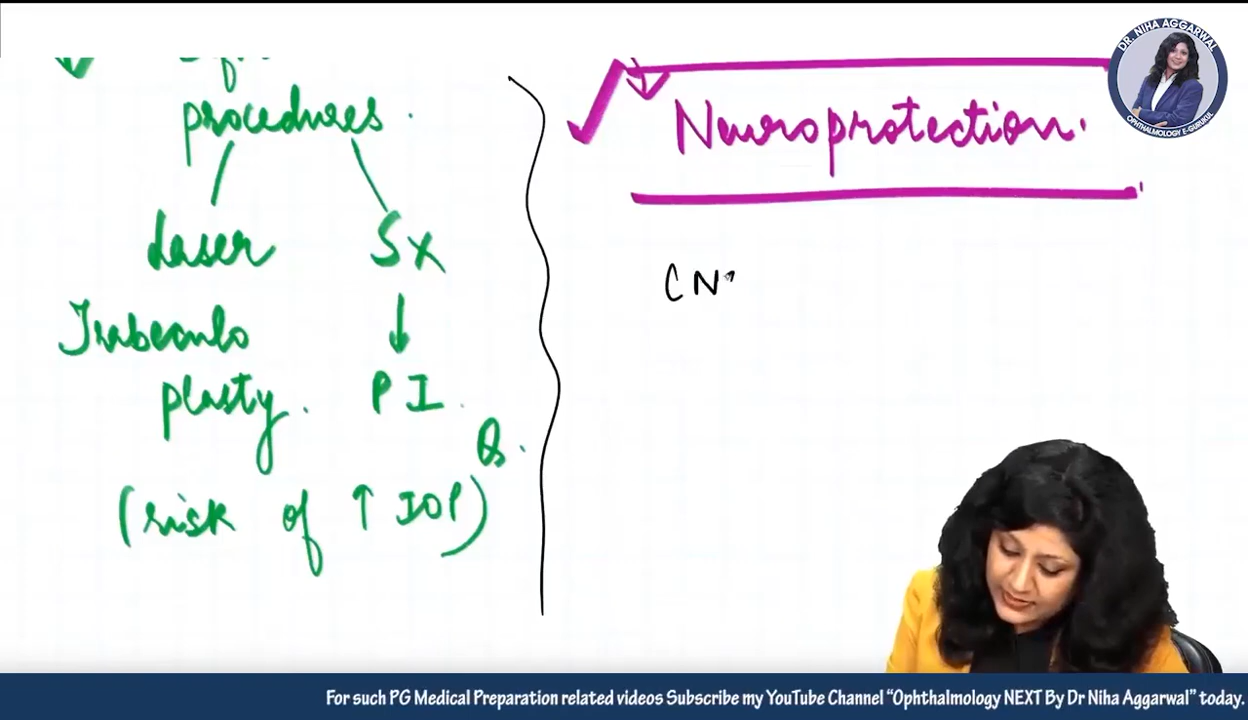 procedures.
Laser
Sx
Trabeculo
plasty.
PI.
Q.
(risk of ↑ IOP)
Neuroprotection.
CN
DR. NIHA AGGARWAL
OPHTHALMOLOGY E-GURUKUL
For such PG Medical Preparation related videos Subscribe my YouTube Channel “Ophthalmology NEXT By Dr Niha Aggarwal” today.